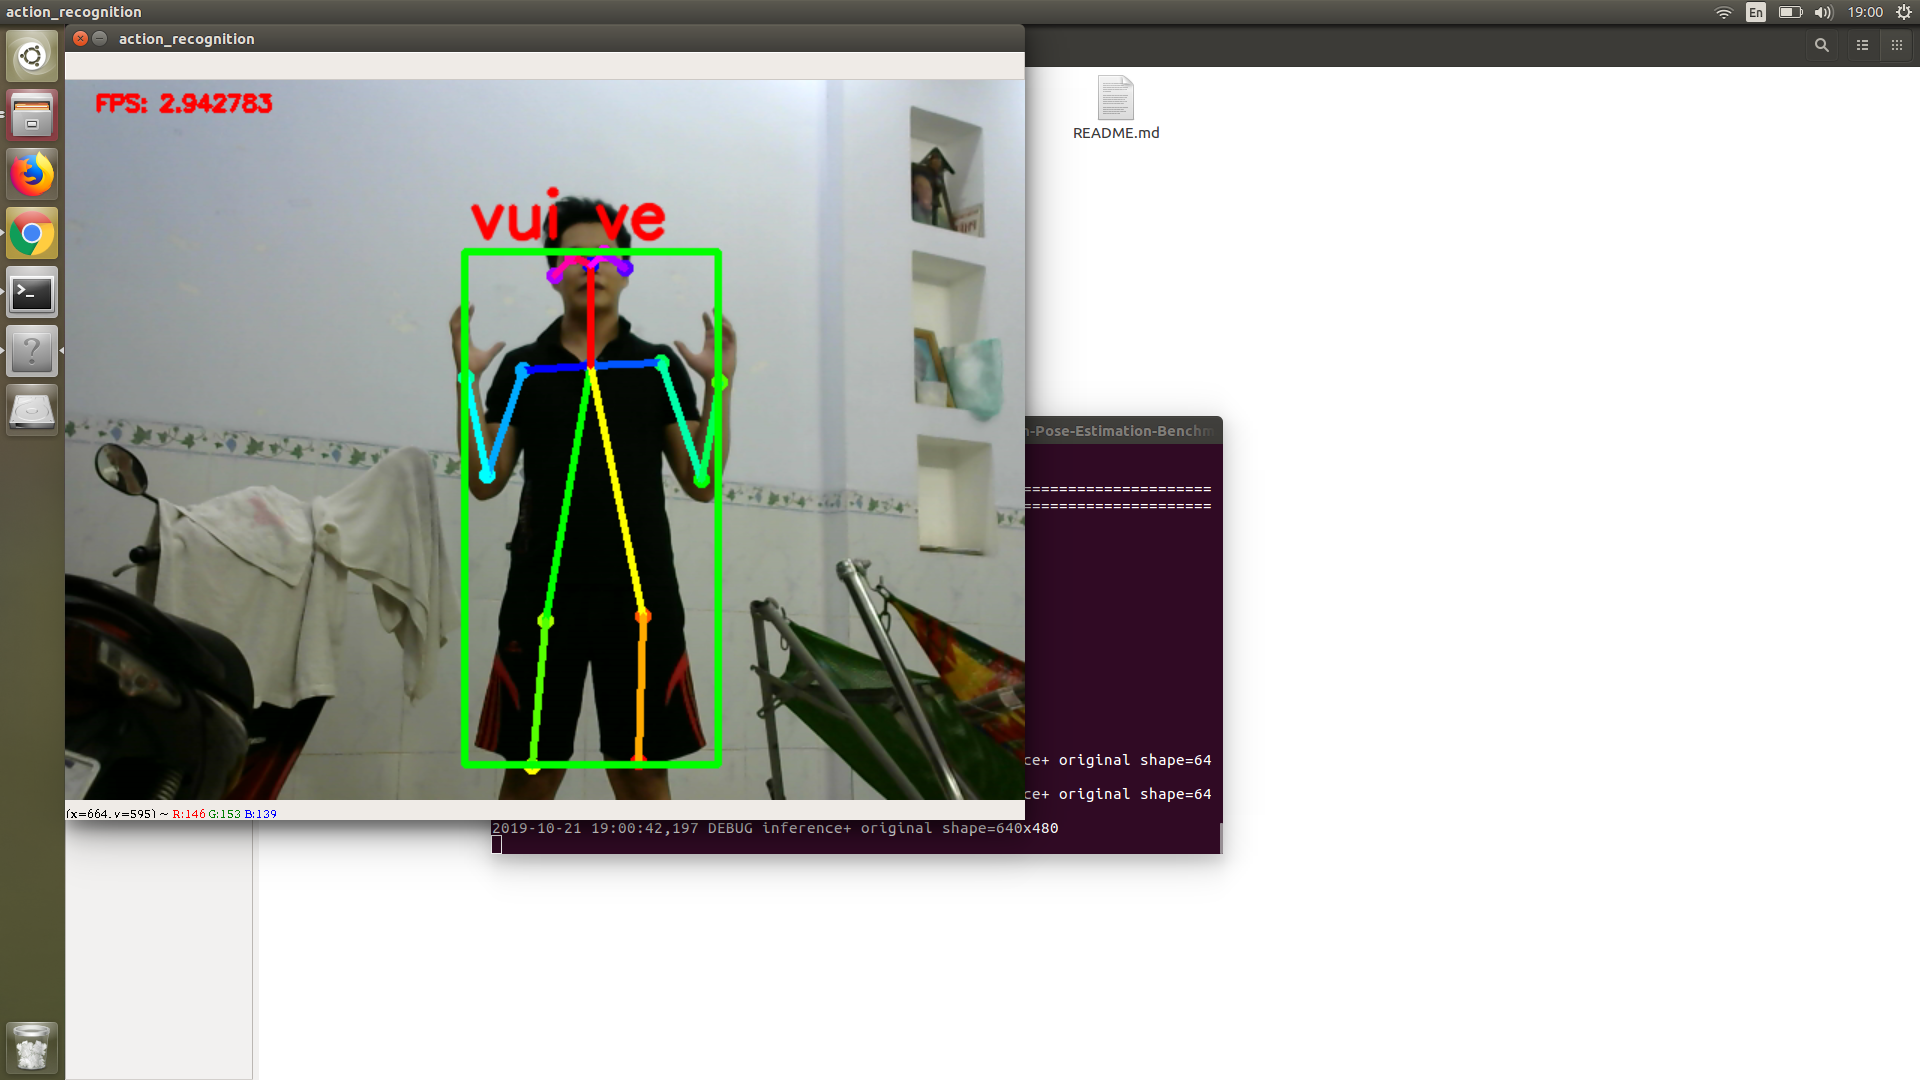 action_recognition
En
19:00
action_recognition
FPS: 2.942783
vui ve
README.md
n-Pose-Estimation-Benchm
=====================
=====================
ce+ original shape=64
ce+ original shape=64
2019-10-21 19:00:42,197 DEBUG inference+ original shape=640x480
(x=664, y=595) ~ R:146 G:153 B:139